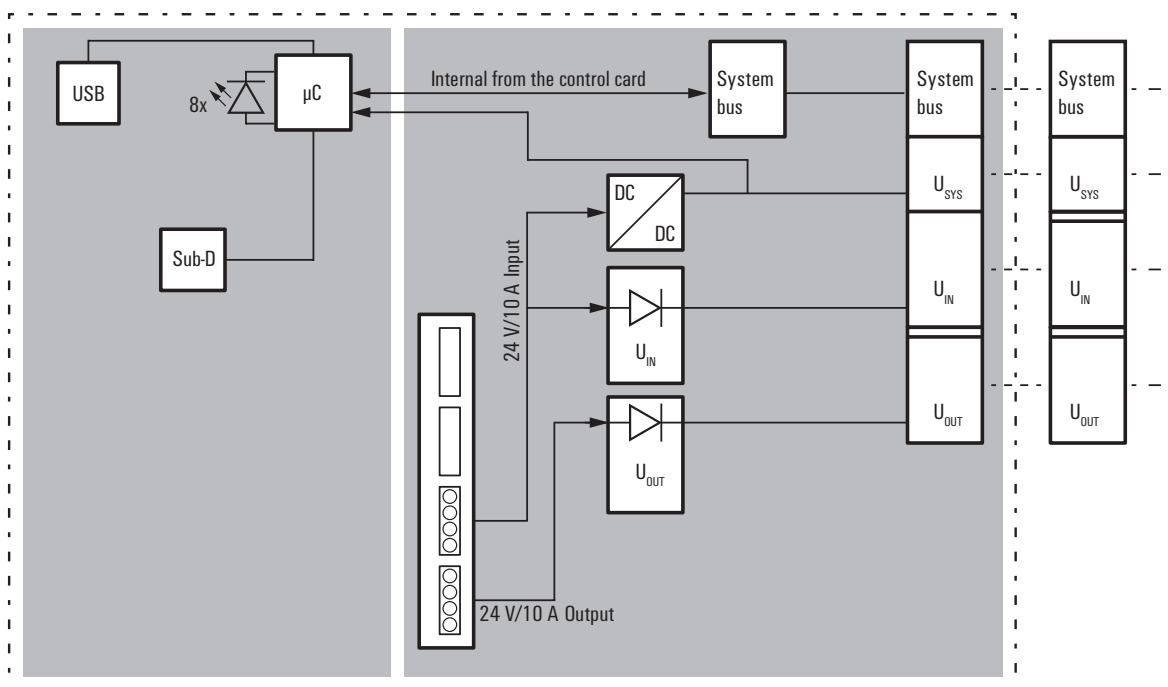 USB
8x
µC
Internal from the control card
System
bus
System
bus
System
bus
DC
DC
U_SYS
U_SYS
Sub-D
24 V/10 A Input
U_IN
U_IN
U_IN
U_OUT
U_OUT
U_OUT
24 V/10 A Output